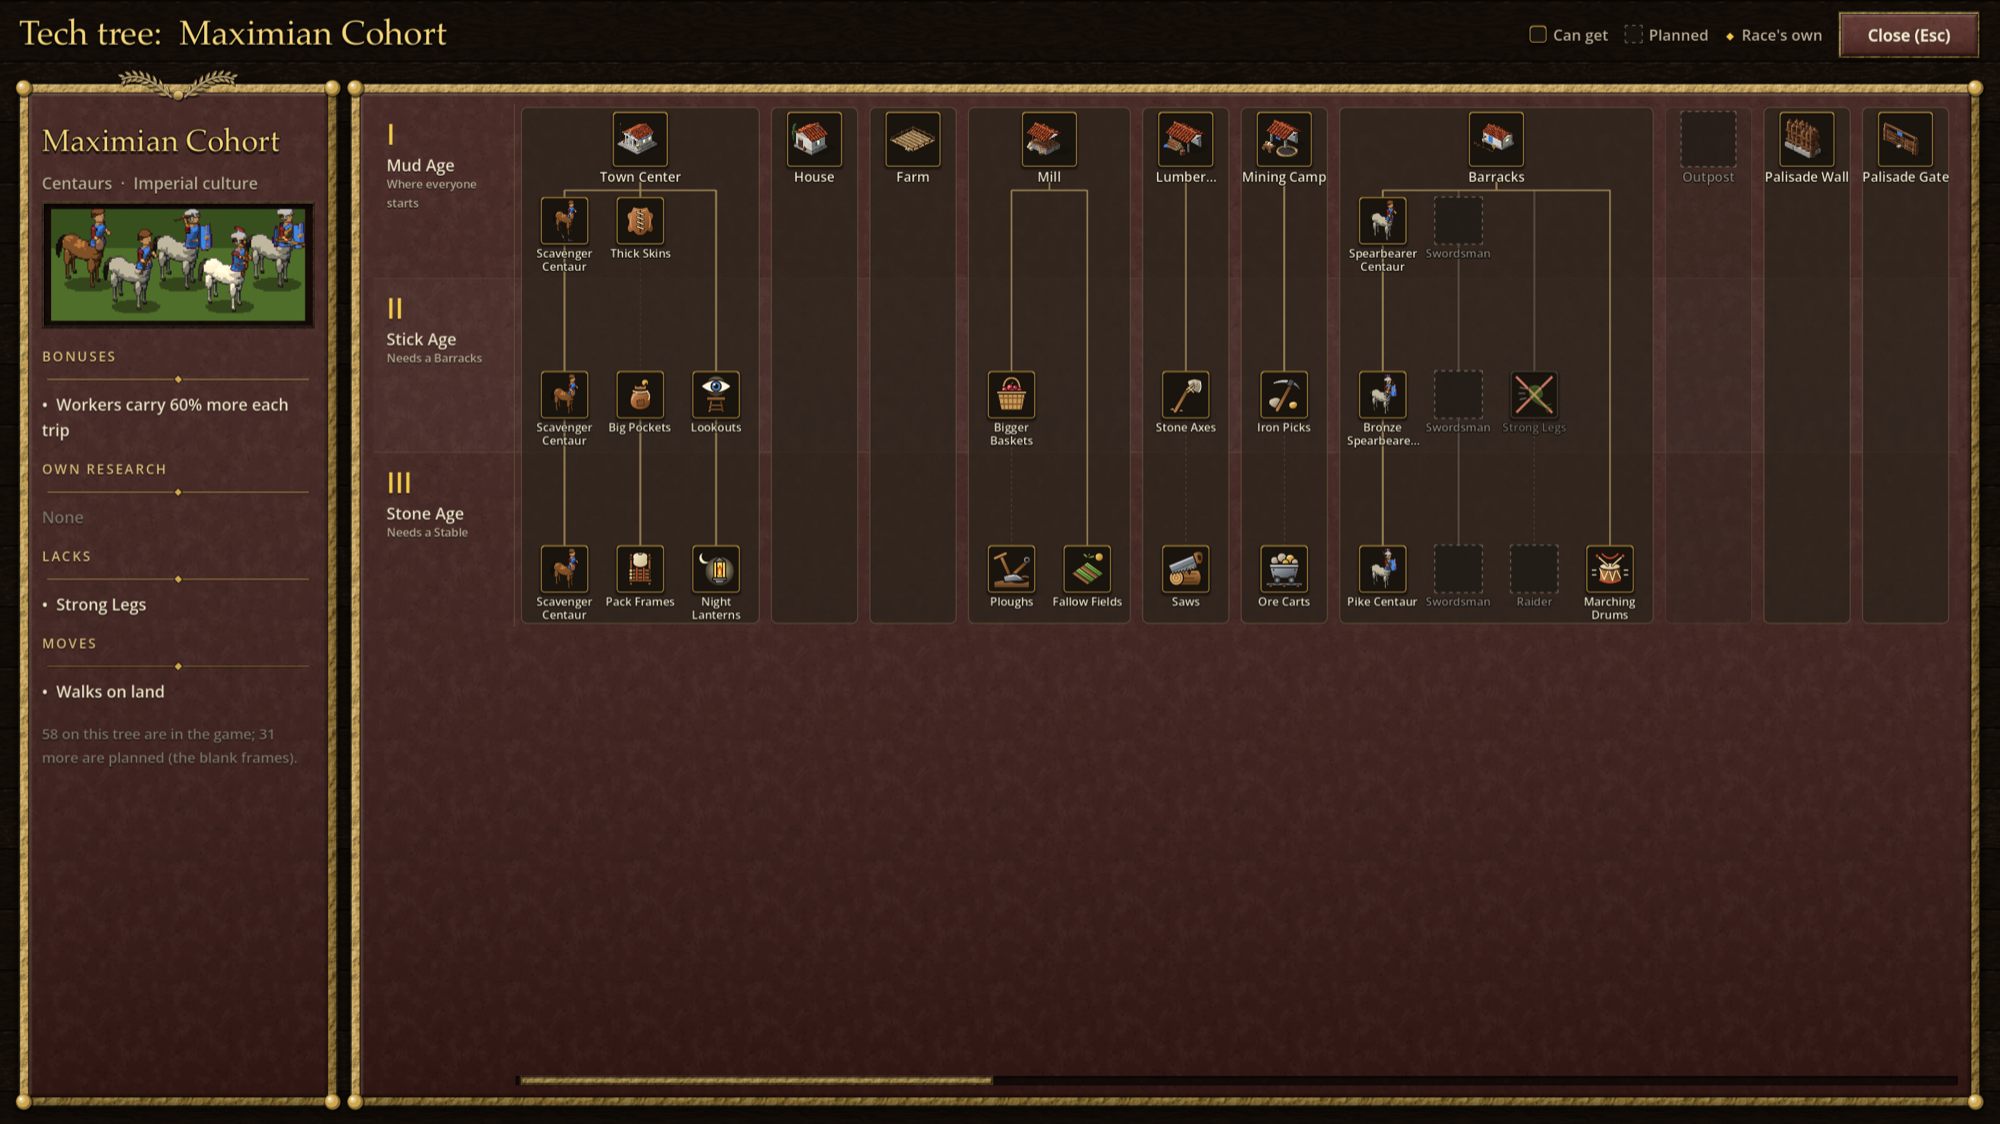 Tech tree: Maximian Cohort
Can get
Planned
Race's own
Close (Esc)
Maximian Cohort
Centaurs · Imperial culture
BONUSES
• Workers carry 60% more each
trip
OWN RESEARCH
None
LACKS
• Strong Legs
MOVES
• Walks on land
58 on this tree are in the game; 31
more are planned (the blank frames).
I
Mud Age
Where everyone
starts
Town Center
House
Farm
Mill
Lumber...
Mining Camp
Barracks
Outpost
Palisade Wall
Palisade Gate
Scavenger
Centaur
Thick Skins
Spearbearer
Centaur
Swordsman
II
Stick Age
Needs a Barracks
Scavenger
Centaur
Big Pockets
Lookouts
Bigger
Baskets
Stone Axes
Iron Picks
Bronze
Spearbeare...
Swordsman
Strong Legs
III
Stone Age
Needs a Stable
Scavenger
Centaur
Pack Frames
Night
Lanterns
Ploughs
Fallow Fields
Saws
Ore Carts
Pike Centaur
Swordsman
Raider
Marching
Drums